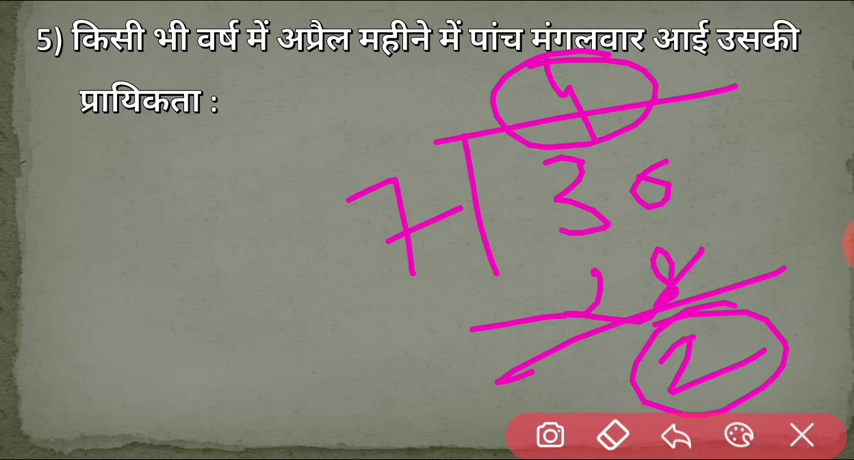 5) किसी भी वर्ष में अप्रैल महीने में पांच मंगलवार आई उसकी
प्रायिकता :
4
7 30
28
2